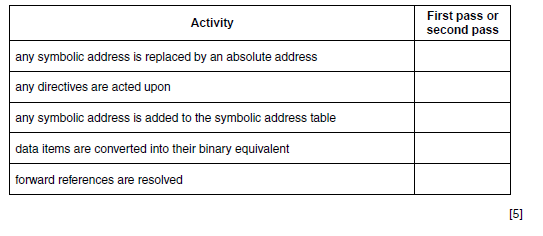 Activity
First pass or
second pass
any symbolic address is replaced by an absolute address
any directives are acted upon
any symbolic address is added to the symbolic address table
data items are converted into their binary equivalent
forward references are resolved
[5]